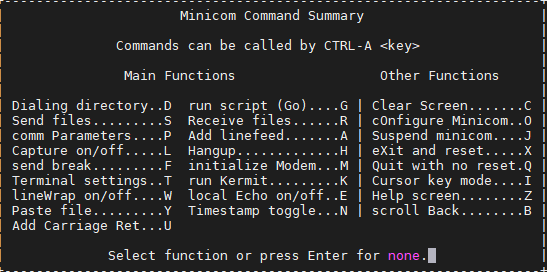 Minicom Command Summary
Commands can be called by CTRL-A <key>
Main Functions Other Functions
Dialing directory..D run script (Go)....G | Clear Screen.......C
Send files.........S Receive files......R | cOnfigure Minicom..O
comm Parameters....P Add linefeed.......A | Suspend minicom....J
Capture on/off.....L Hangup.............H | eXit and reset.....X
send break.........F initialize Modem...M | Quit with no reset.Q
Terminal settings..T run Kermit.........K | Cursor key mode....I
lineWrap on/off....W local Echo on/off..E | Help screen........Z
Paste file.........Y Timestamp toggle...N | scroll Back........B
Add Carriage Ret...U
Select function or press Enter for none.